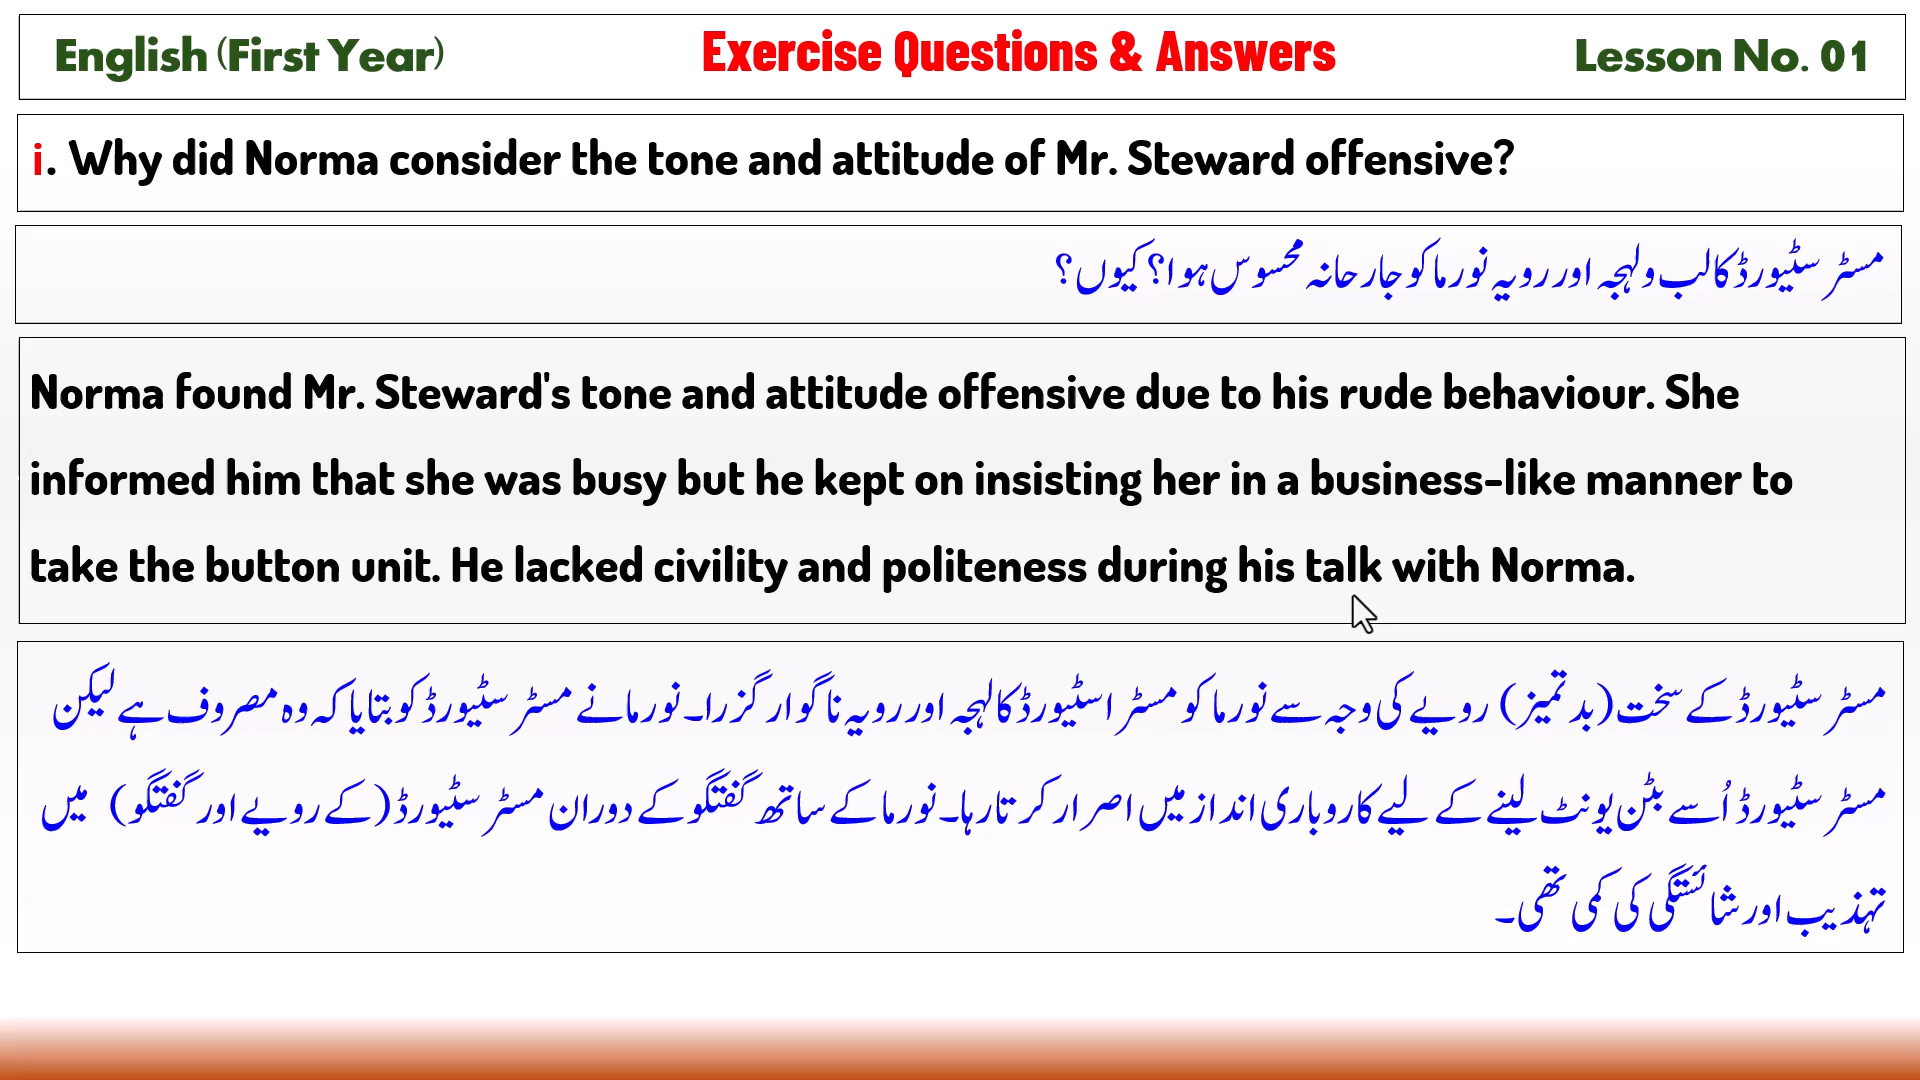 English (First Year)
Exercise Questions & Answers
Lesson No. 01
i. Why did Norma consider the tone and attitude of Mr. Steward offensive?
مسٹر سٹیورڈ کا لب و لہجہ اور رویہ نورما کو جارحانہ محسوس ہوا؟ کیوں؟
Norma found Mr. Steward's tone and attitude offensive due to his rude behaviour. She
informed him that she was busy but he kept on insisting her in a business-like manner to
take the button unit. He lacked civility and politeness during his talk with Norma.
مسٹر سٹیورڈ کے سخت (بدتمیز) رویے کی وجہ سے نورما کو مسٹر اسٹیورڈ کا لہجہ اور رویہ ناگوار گزرا۔ نورما نے مسٹر سٹیورڈ کو بتایا کہ وہ مصروف ہے لیکن
مسٹر سٹیورڈ اُسے بٹن یونٹ لینے کے لیے کاروباری انداز میں اصرار کرتا رہا۔ نورما کے ساتھ گفتگو کے دوران مسٹر سٹیورڈ (کے رویے اور گفتگو) میں
تہذیب اور شائستگی کی کمی تھی۔